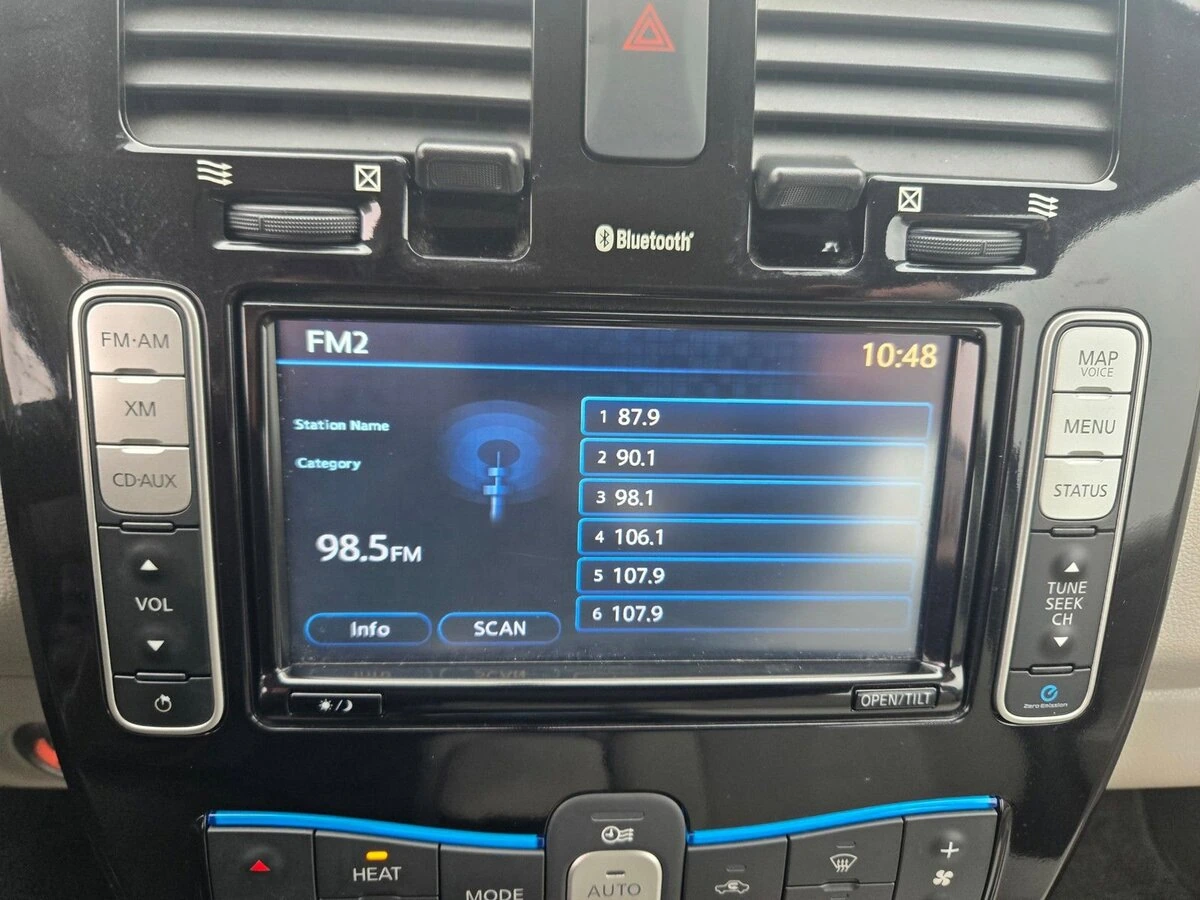 Bluetooth®
FM·AM
XM
CD·AUX
VOL
FM2
10:48
Station Name
Category
98.5FM
Info
SCAN
1 87.9
2 90.1
3 98.1
4 106.1
5 107.9
6 107.9
OPEN/TILT
MAP
VOICE
MENU
STATUS
TUNE
SEEK
CH
Zero Emission
HEAT
MODE
AUTO